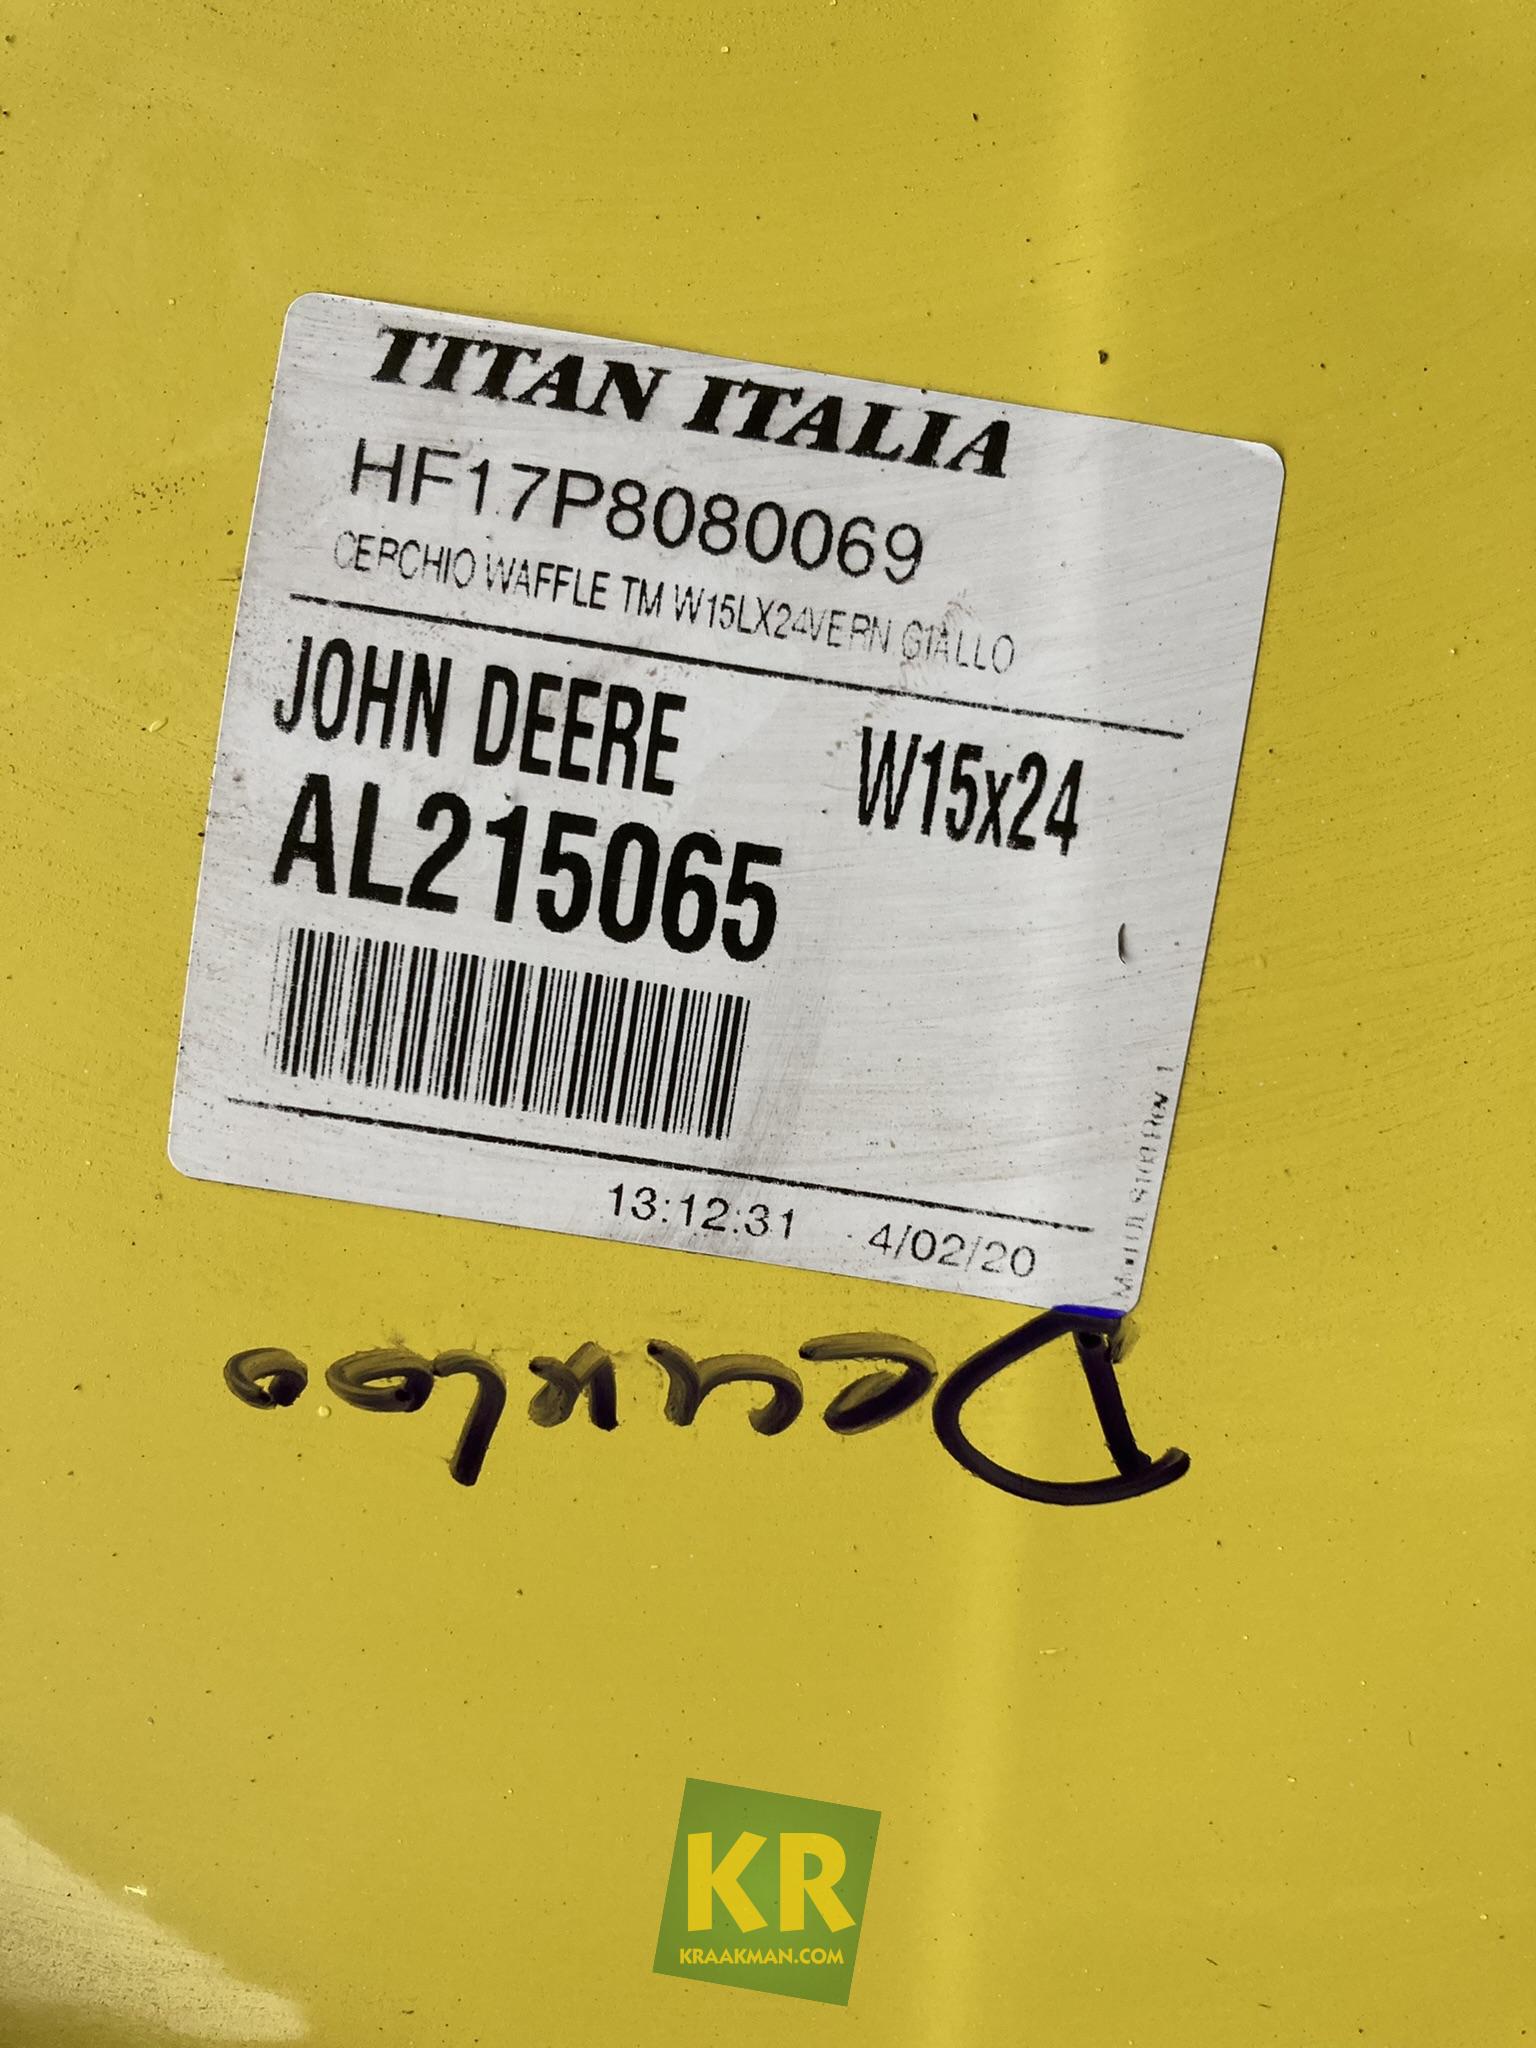 TITAN ITALIA
HF17P8080069
CERCHIO WAFFLE TM W15LX24VERN GIALLO
JOHN DEERE W15x24
AL215065
13:12:31 4/02/20
KR
KRAAKMAN.COM